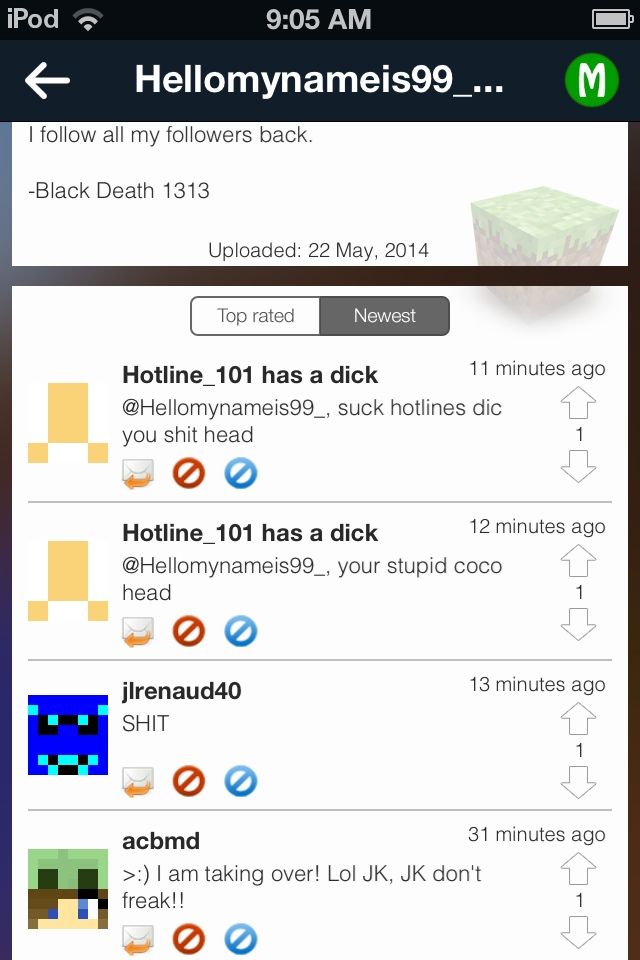 iPod 9:05 AM
Hellomynameis99_... M
I follow all my followers back.
-Black Death 1313
Uploaded: 22 May, 2014
Top rated Newest
Hotline_101 has a dick 11 minutes ago
@Hellomynameis99_, suck hotlines dic
you shit head
1
Hotline_101 has a dick 12 minutes ago
@Hellomynameis99_, your stupid coco
head
1
jlrenaud40 13 minutes ago
SHIT
1
acbmd 31 minutes ago
>:) I am taking over! Lol JK, JK don't
freak!!
1